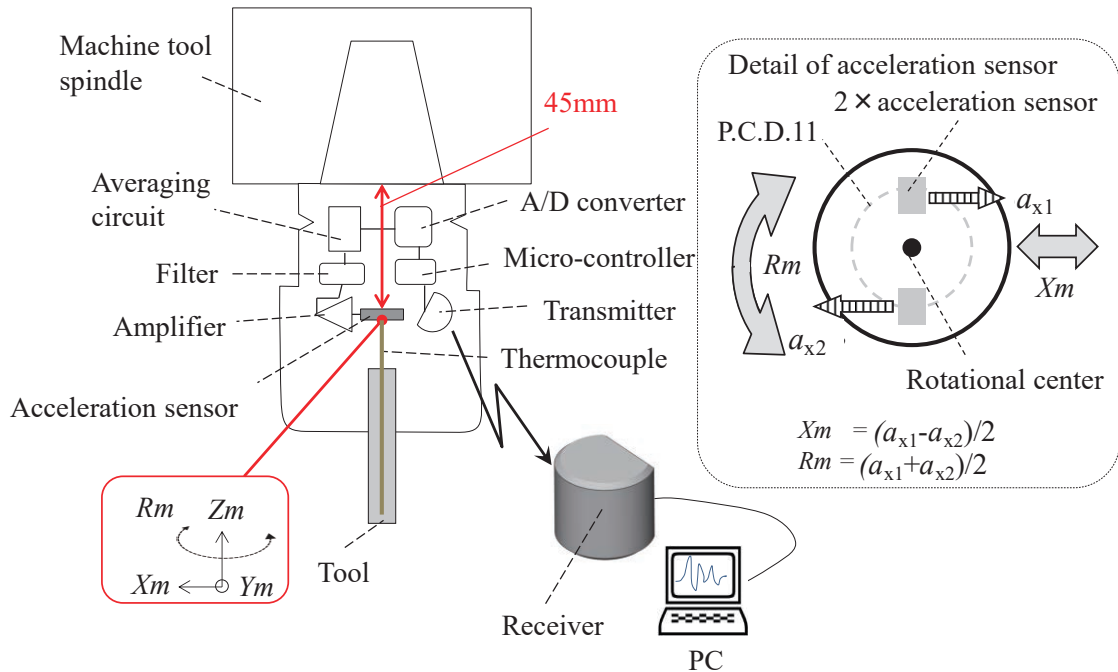 Machine tool
spindle
45mm
Averaging
circuit
A/D converter
Filter
Micro-controller
Amplifier
Transmitter
Thermocouple
Acceleration sensor
Rm
Zm
Xm
Ym
Tool
Receiver
PC
Detail of acceleration sensor
2×acceleration sensor
P.C.D.11
ax1
Rm
Xm
ax2
Rotational center
Xm = (ax1-ax2)/2
Rm = (ax1+ax2)/2